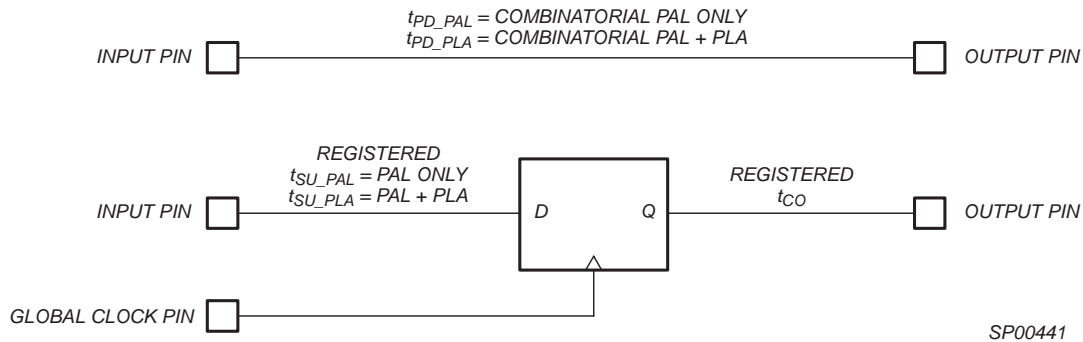 tPD_PAL = COMBINATORIAL PAL ONLY
tPD_PLA = COMBINATORIAL PAL + PLA
INPUT PIN
OUTPUT PIN
REGISTERED
tSU_PAL = PAL ONLY
tSU_PLA = PAL + PLA
REGISTERED
tCO
INPUT PIN
D
Q
OUTPUT PIN
GLOBAL CLOCK PIN
SP00441